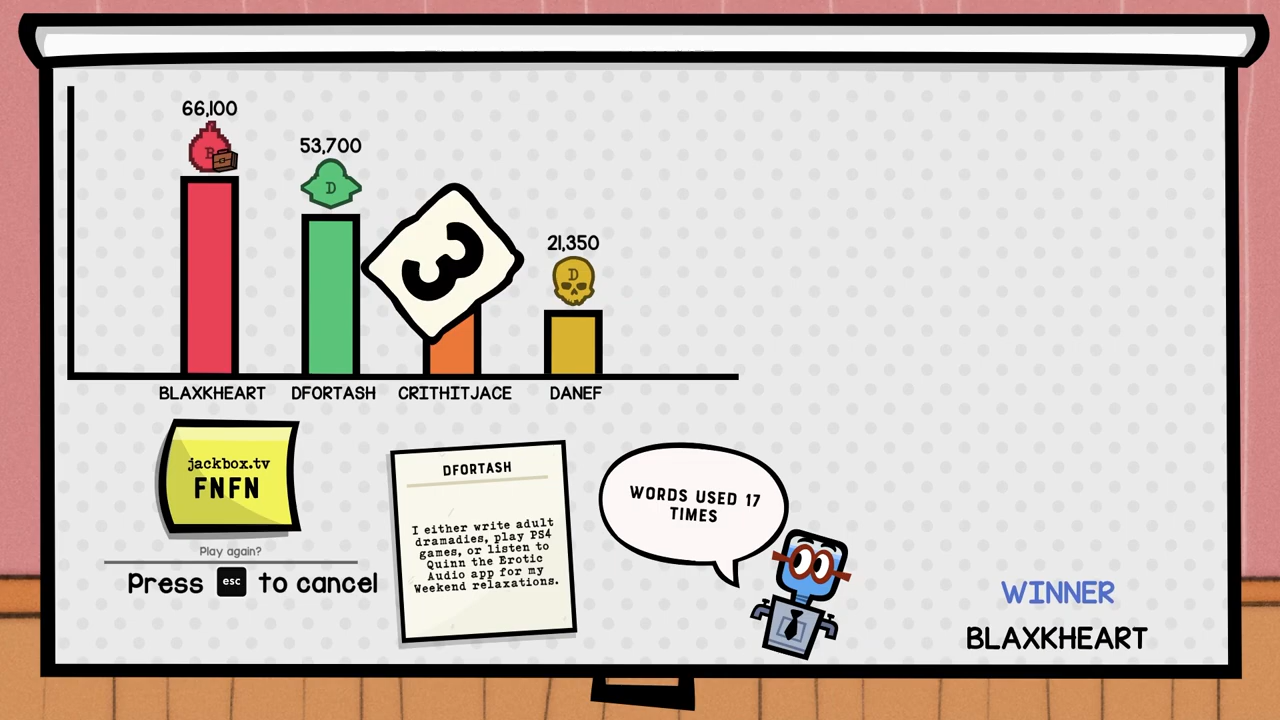 66,100
B
53,700
D
3
21,350
D
BLAXKHEART
DFORTASH
CRITHITJACE
DANEF
jackbox.tv
FNFN
Play again?
Press esc to cancel
DFORTASH
I either write adult
dramadies, play PS4
games, or listen to
Quinn the Erotic
Audio app for my
Weekend relaxations.
WORDS USED 17
TIMES
WINNER
BLAXKHEART